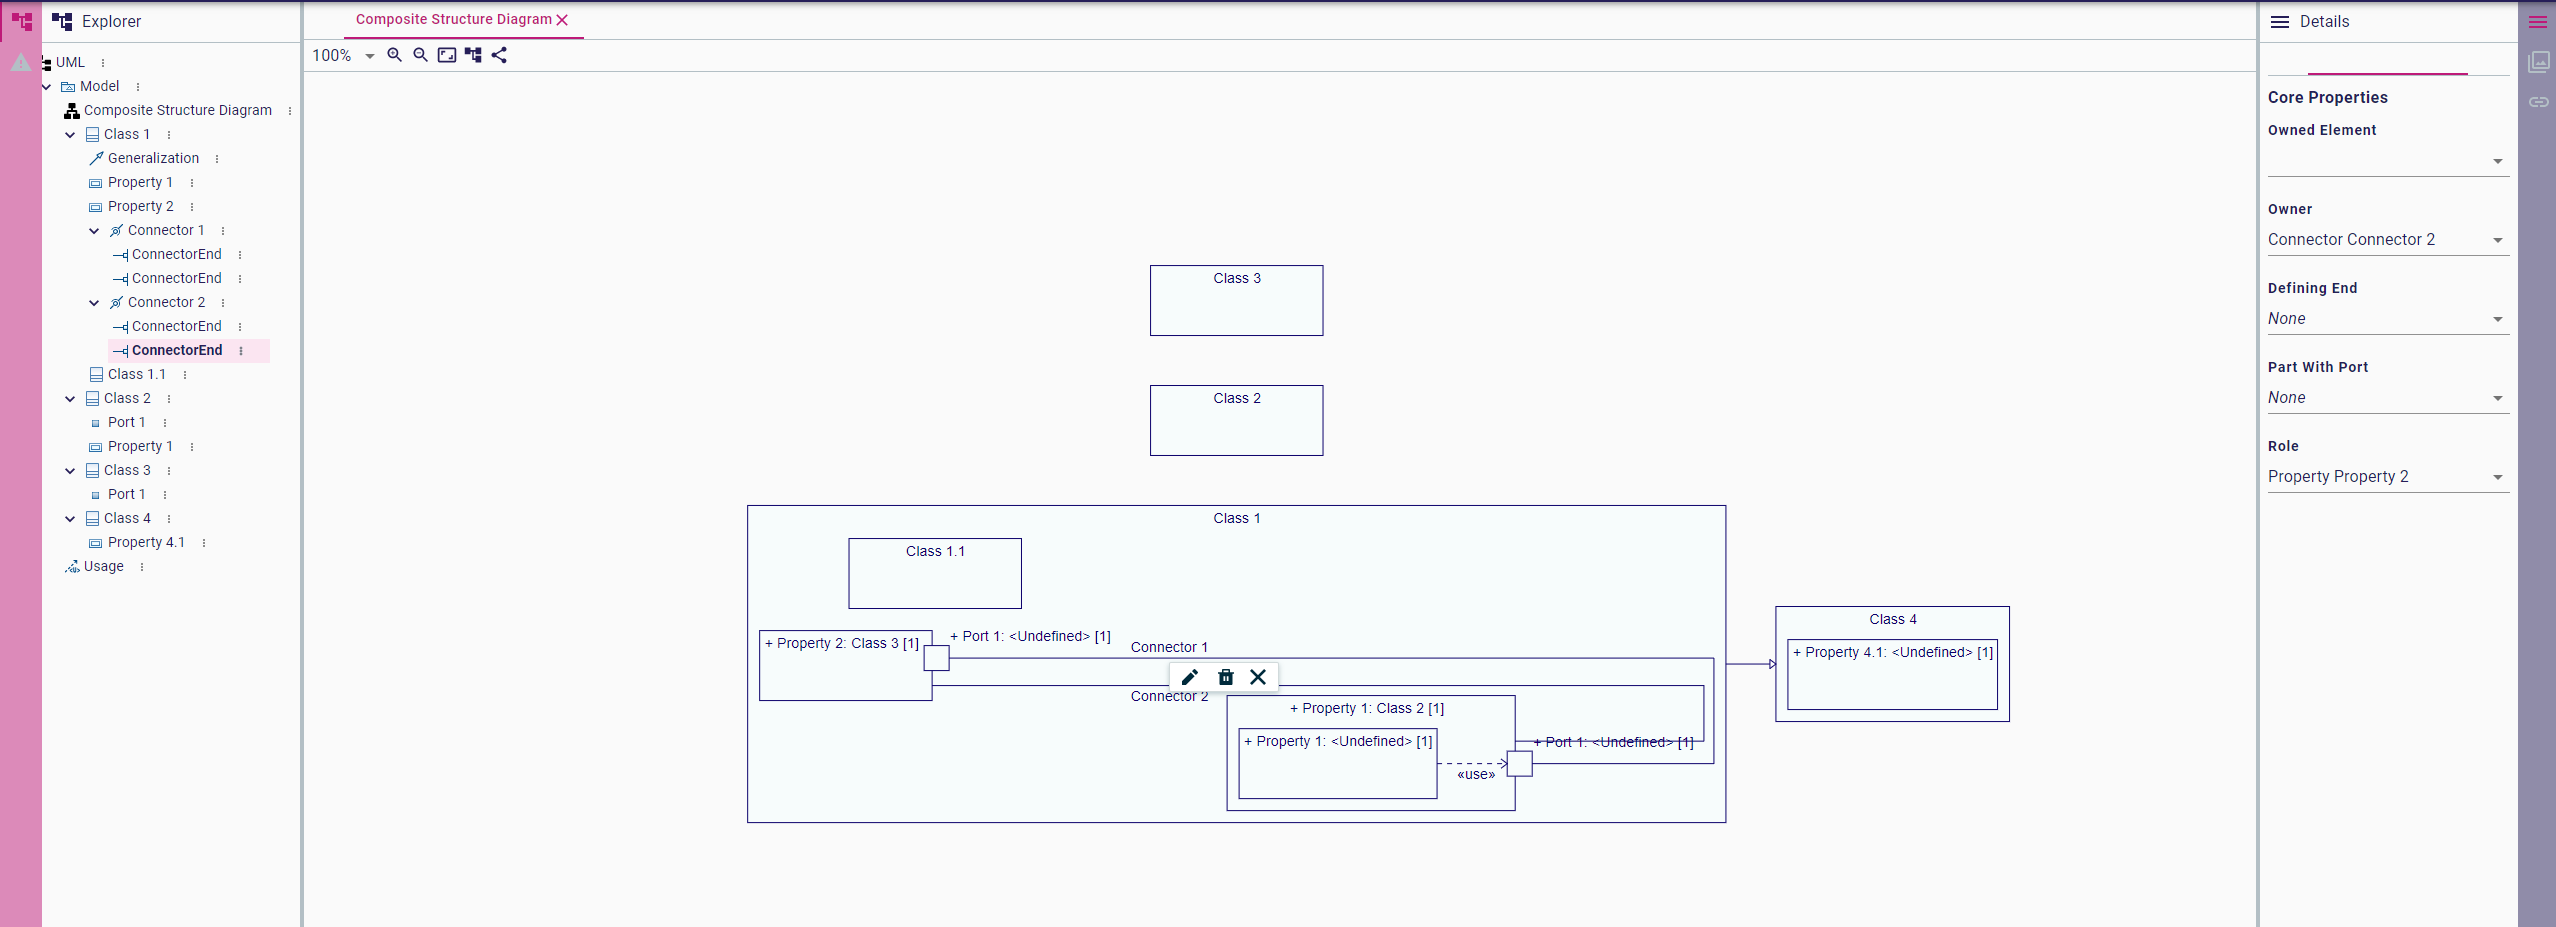 Explorer
UML
Model
Composite Structure Diagram
Class 1
Generalization
Property 1
Property 2
Connector 1
ConnectorEnd
ConnectorEnd
Connector 2
ConnectorEnd
ConnectorEnd
Class 1.1
Class 2
Port 1
Property 1
Class 3
Port 1
Class 4
Property 4.1
Usage
Composite Structure Diagram
100%
Class 3
Class 2
Class 1
Class 1.1
+ Property 2: Class 3 [1]
+ Port 1: <Undefined> [1]
Connector 1
Connector 2
+ Property 1: Class 2 [1]
+ Property 1: <Undefined> [1]
«use»
+ Port 1: <Undefined> [1]
Class 4
+ Property 4.1: <Undefined> [1]
Details
Core Properties
Owned Element
Owner
Connector Connector 2
Defining End
None
Part With Port
None
Role
Property Property 2